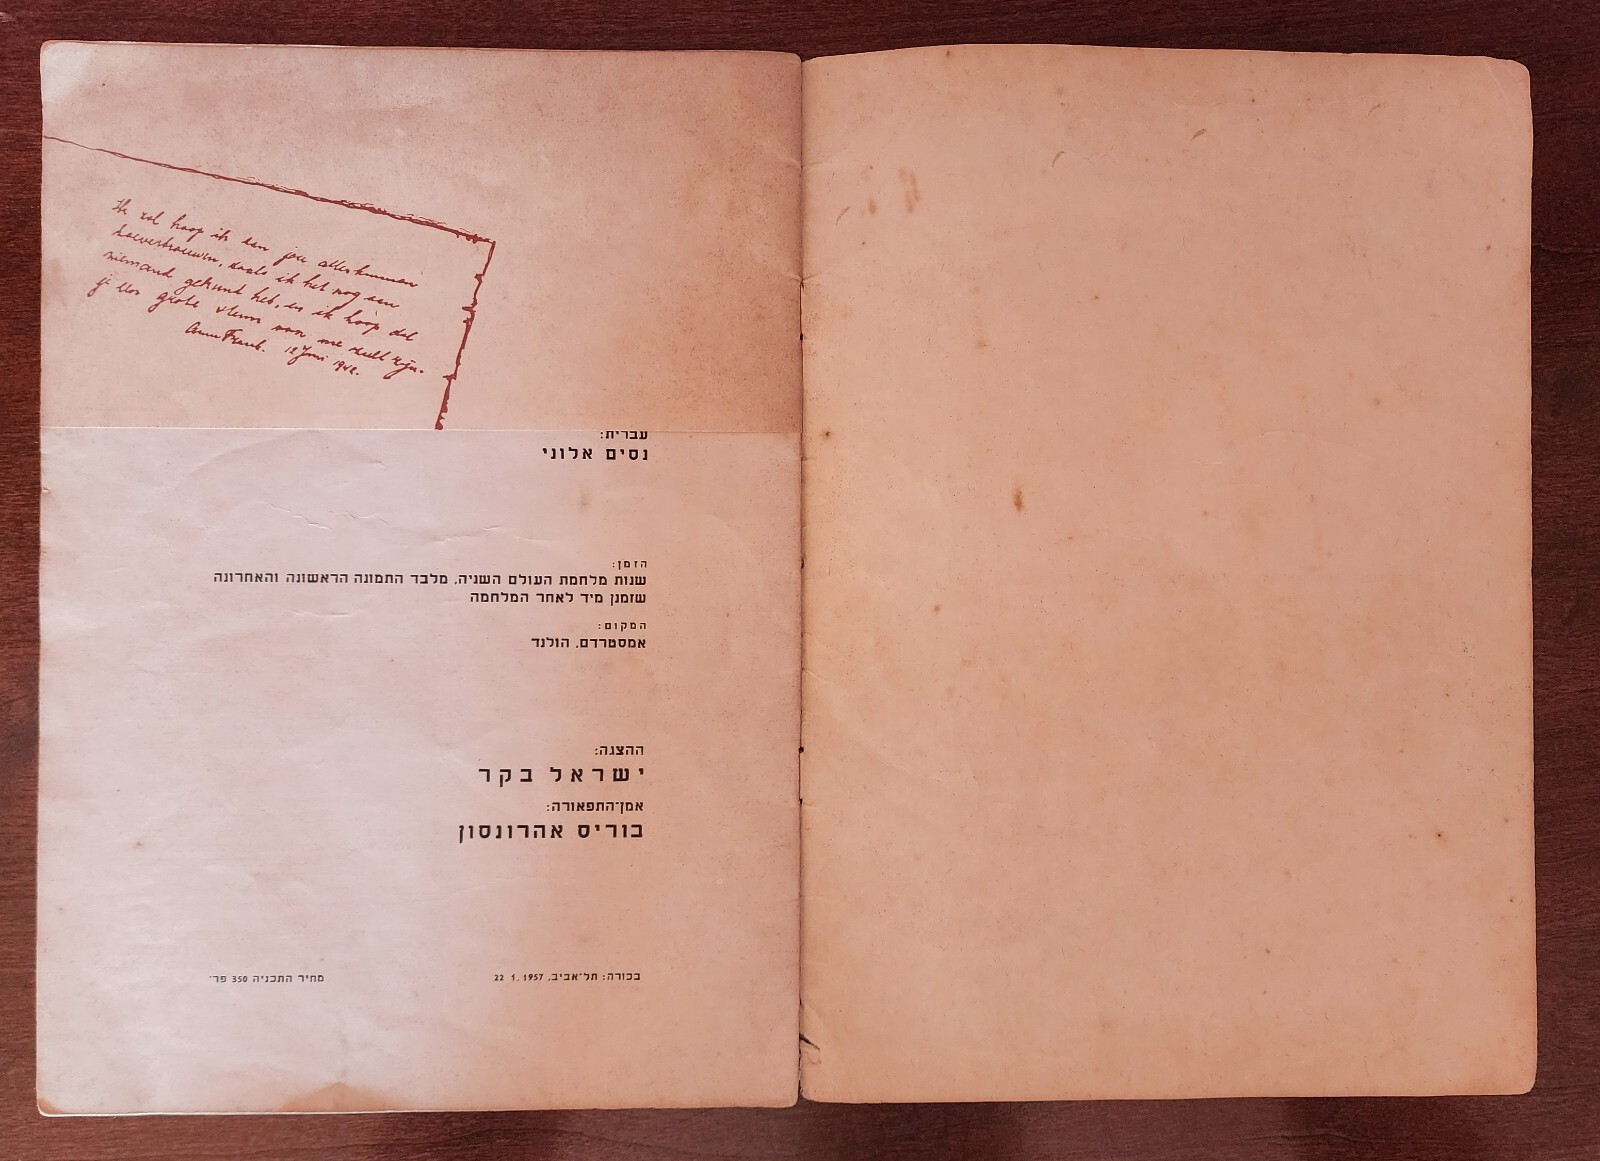 Ik zal hoop ik aan jou alles kunnen
toevertrouwen, zoals ik het nog aan
niemand gekund heb, en ik hoop dat
je een grote steun van me zult zijn.
Anne Frank. 12 Juni 1942.
עברית:
נסים אלוני
הזמן:
שנות מלחמת העולם השניה, מלבד התמונה הראשונה והאחרונה
שזמנן מיד לאחר המלחמה
המקום:
אמסטרדם, הולנד
ההצגה:
ישראל בקר
אמן־התפאורה:
בוריס אהרונסון
בכורה: תל־אביב, 22 .1. 1957
מחיר התכניה 350 פר'